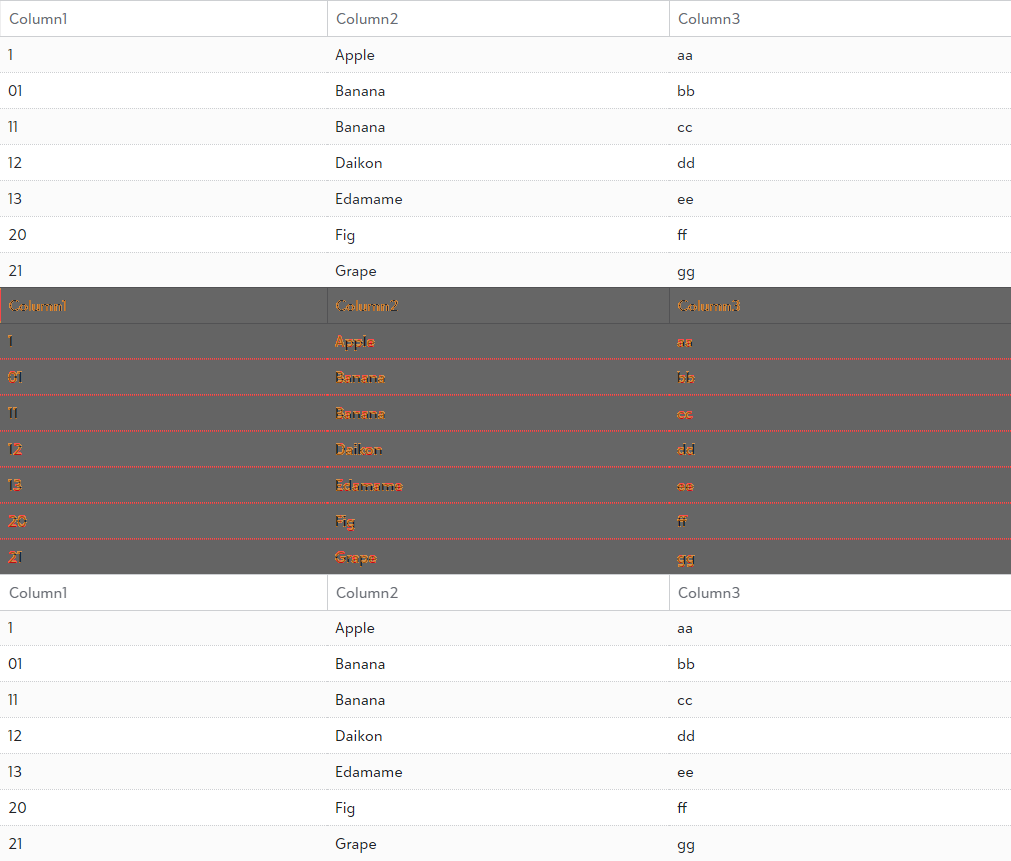 Column1 Column2 Column3
1 Apple aa
01 Banana bb
11 Banana cc
12 Daikon dd
13 Edamame ee
20 Fig ff
21 Grape gg
Column1 Column2 Column3
1 Apple aa
01 Banana bb
11 Banana cc
12 Daikon dd
13 Edamame ee
20 Fig ff
21 Grape gg
Column1 Column2 Column3
1 Apple aa
01 Banana bb
11 Banana cc
12 Daikon dd
13 Edamame ee
20 Fig ff
21 Grape gg